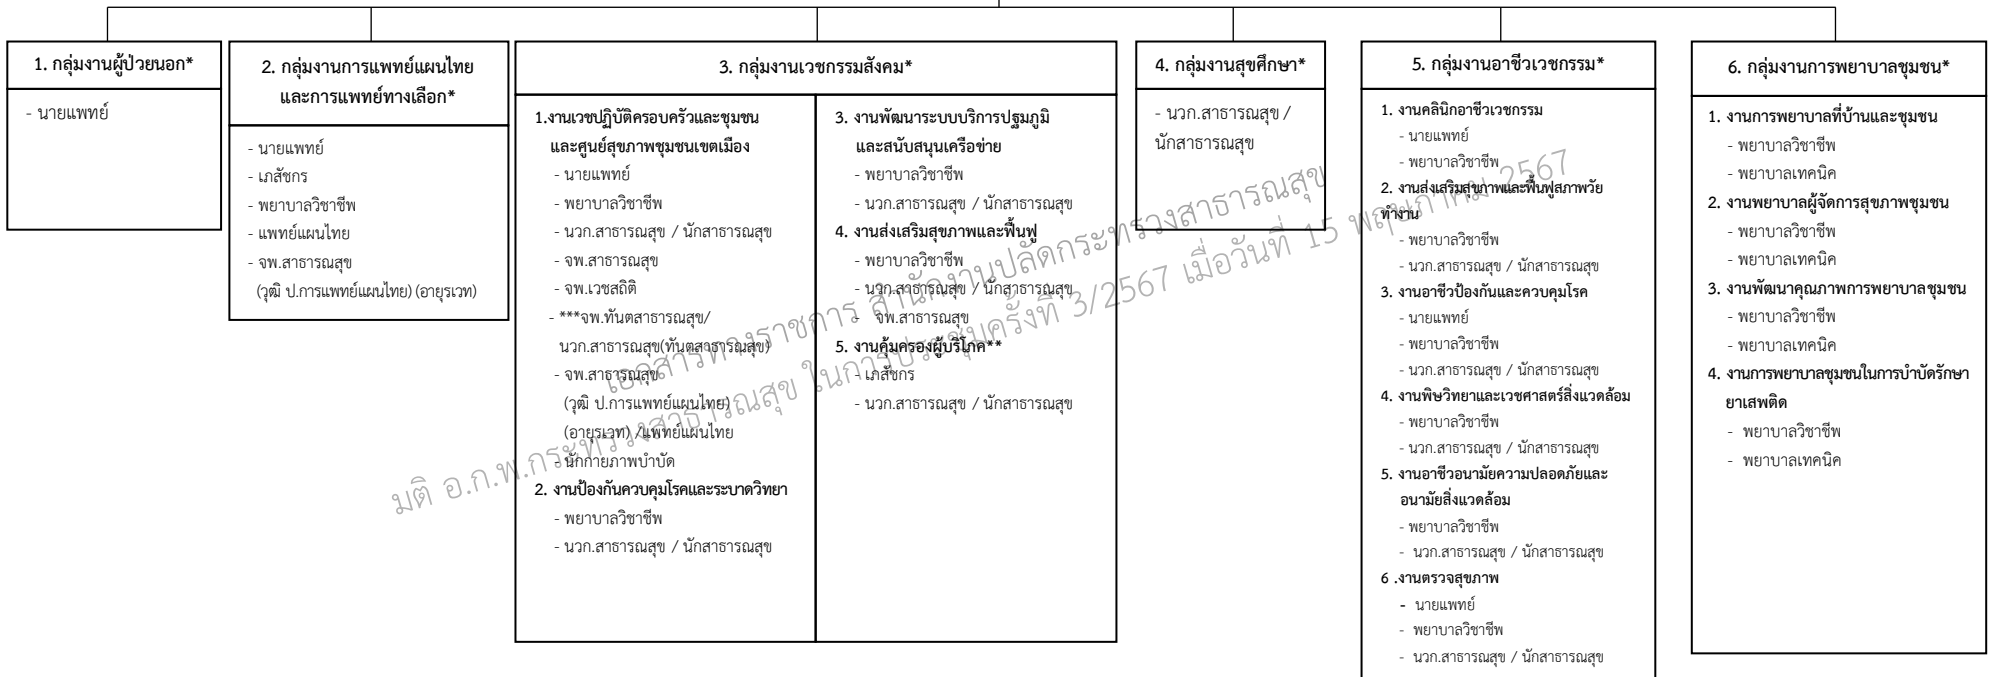 1. กลุ่มงานผู้ป่วยนอก*
- นายแพทย์
2. กลุ่มงานการแพทย์แผนไทย
และการแพทย์ทางเลือก*
- นายแพทย์
- เภสัชกร
- พยาบาลวิชาชีพ
- แพทย์แผนไทย
- จพ.สาธารณสุข
(วุฒิ ป.การแพทย์แผนไทย) (อายุรเวท)
3. กลุ่มงานเวชกรรมสังคม*
1.งานเวชปฏิบัติครอบครัวและชุมชน
และศูนย์สุขภาพชุมชนเขตเมือง
- นายแพทย์
- พยาบาลวิชาชีพ
- นวก.สาธารณสุข / นักสาธารณสุข
- จพ.สาธารณสุข
- จพ.เวชสถิติ
- ***จพ.ทันตสาธารณสุข/
นวก.สาธารณสุข(ทันตสาธารณสุข)
- จพ.สาธารณสุข
(วุฒิ ป.การแพทย์แผนไทย)
(อายุรเวท) /แพทย์แผนไทย
- นักกายภาพบำบัด
2. งานป้องกันควบคุมโรคและระบาดวิทยา
- พยาบาลวิชาชีพ
- นวก.สาธารณสุข / นักสาธารณสุข
3. งานพัฒนาระบบบริการปฐมภูมิ
และสนับสนุนเครือข่าย
- พยาบาลวิชาชีพ
- นวก.สาธารณสุข / นักสาธารณสุข
4. งานส่งเสริมสุขภาพและฟื้นฟู
- พยาบาลวิชาชีพ
- นวก.สาธารณสุข / นักสาธารณสุข
- จพ.สาธารณสุข
5. งานคุ้มครองผู้บริโภค**
- เภสัชกร
- นวก.สาธารณสุข / นักสาธารณสุข
4. กลุ่มงานสุขศึกษา*
- นวก.สาธารณสุข /
นักสาธารณสุข
5. กลุ่มงานอาชีวเวชกรรม*
1. งานคลินิกอาชีวเวชกรรม
- นายแพทย์
- พยาบาลวิชาชีพ
2. งานส่งเสริมสุขภาพและฟื้นฟูสภาพวัย
ทำงาน
- พยาบาลวิชาชีพ
- นวก.สาธารณสุข / นักสาธารณสุข
3. งานอาชีวป้องกันและควบคุมโรค
- นายแพทย์
- พยาบาลวิชาชีพ
- นวก.สาธารณสุข / นักสาธารณสุข
4. งานพิษวิทยาและเวชศาสตร์สิ่งแวดล้อม
- พยาบาลวิชาชีพ
- นวก.สาธารณสุข / นักสาธารณสุข
5. งานอาชีวอนามัยความปลอดภัยและ
อนามัยสิ่งแวดล้อม
- พยาบาลวิชาชีพ
- นวก.สาธารณสุข / นักสาธารณสุข
6 .งานตรวจสุขภาพ
- นายแพทย์
- พยาบาลวิชาชีพ
- นวก.สาธารณสุข / นักสาธารณสุข
6. กลุ่มงานการพยาบาลชุมชน*
1. งานการพยาบาลที่บ้านและชุมชน
- พยาบาลวิชาชีพ
- พยาบาลเทคนิค
2. งานพยาบาลผู้จัดการสุขภาพชุมชน
- พยาบาลวิชาชีพ
- พยาบาลเทคนิค
3. งานพัฒนาคุณภาพการพยาบาลชุมชน
- พยาบาลวิชาชีพ
- พยาบาลเทคนิค
4. งานการพยาบาลชุมชนในการบำบัดรักษา
ยาเสพติด
- พยาบาลวิชาชีพ
- พยาบาลเทคนิค
เอกสารทางราชการ สำนักงานปลัดกระทรวงสาธารณสุข
มติ อ.ก.พ.กระทรวงสาธารณสุข ในการประชุมครั้งที่ 3/2567 เมื่อวันที่ 15 พฤษภาคม 2567